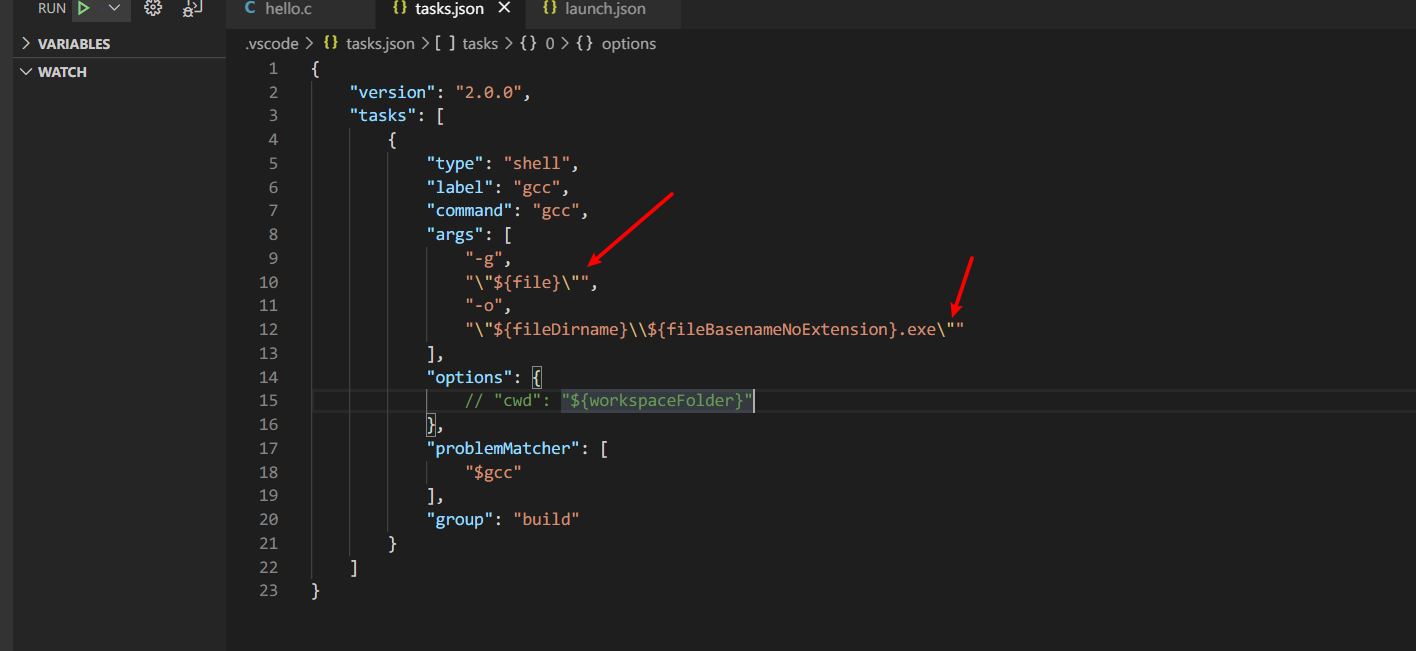 RUN
hello.c
tasks.json
launch.json
VARIABLES
WATCH
.vscode > {} tasks.json > [ ] tasks > {} 0 > {} options
1 {
2 "version": "2.0.0",
3 "tasks": [
4 {
5 "type": "shell",
6 "label": "gcc",
7 "command": "gcc",
8 "args": [
9 "-g",
10 "\"${file}\"",
11 "-o",
12 "\"${fileDirname}\\${fileBasenameNoExtension}.exe\""
13 ],
14 "options": {
15 // "cwd": "${workspaceFolder}"
16 },
17 "problemMatcher": [
18 "$gcc"
19 ],
20 "group": "build"
21 }
22 ]
23 }